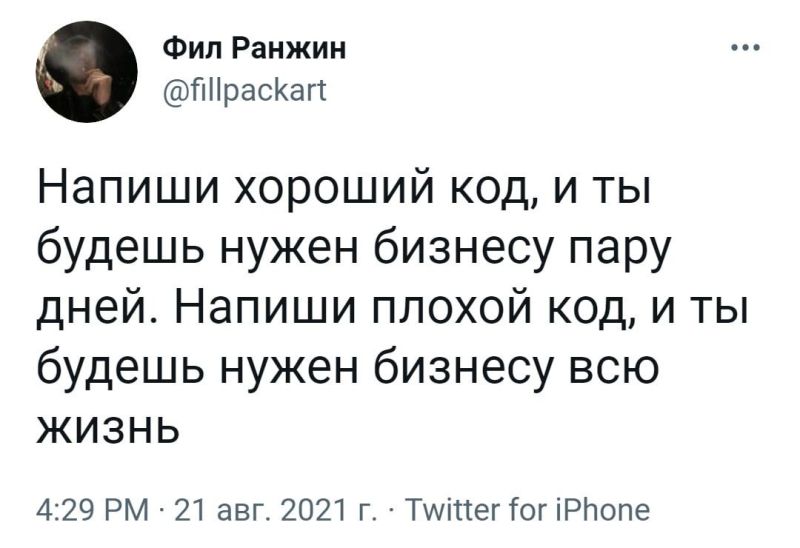 Фил Ранжин
@fillpackart
Напиши хороший код, и ты
будешь нужен бизнесу пару
дней. Напиши плохой код, и ты
будешь нужен бизнесу всю
жизнь
4:29 PM · 21 авг. 2021 г. · Twitter for iPhone